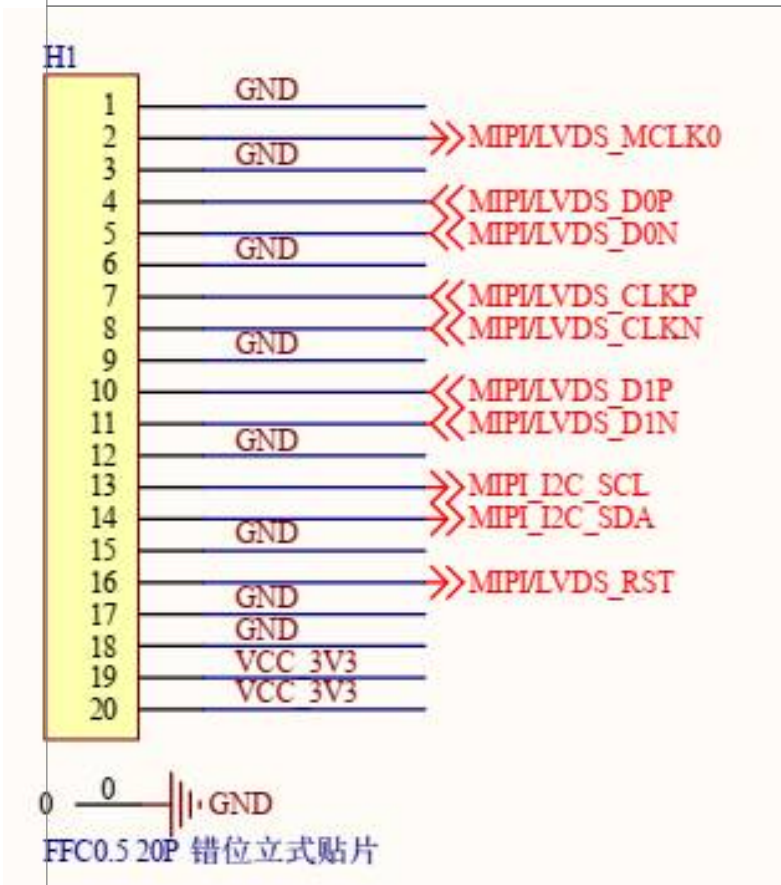 H1
1 GND
2 MIPI/LVDS_MCLK0
3 GND
4 MIPI/LVDS_D0P
5 MIPI/LVDS_D0N
6 GND
7 MIPI/LVDS_CLKP
8 MIPI/LVDS_CLKN
9 GND
10 MIPI/LVDS_D1P
11 MIPI/LVDS_D1N
12 GND
13 MIPI_I2C_SCL
14 MIPI_I2C_SDA
15 GND
16 MIPI/LVDS_RST
17 GND
18 GND
19 VCC_3V3
20 VCC_3V3
0 0 GND
FFC0.5 20P 错位立式贴片